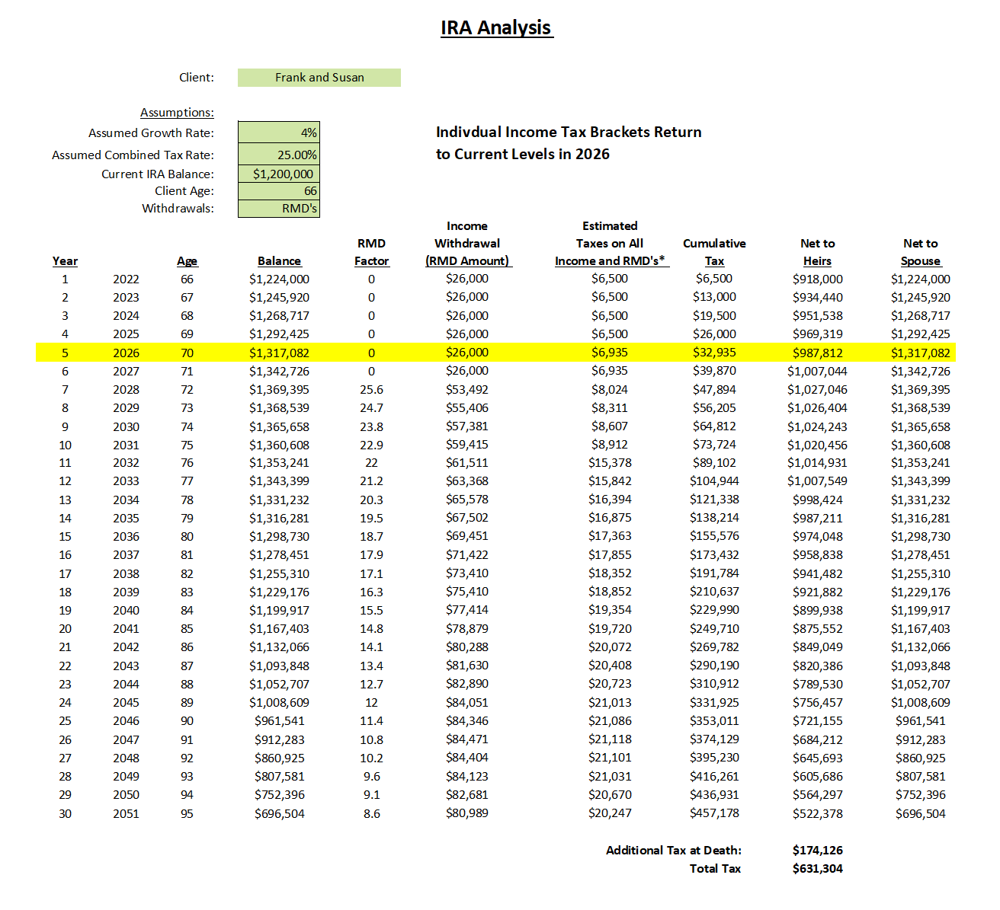 IRA Analysis
Client: Frank and Susan
Assumptions:
Assumed Growth Rate: 4%
Indivdual Income Tax Brackets Return
Assumed Combined Tax Rate: 25.00%
to Current Levels in 2026
Current IRA Balance: $1,200,000
Client Age: 66
Withdrawals: RMD's
Income Estimated
RMD Withdrawal Taxes on All Cumulative Net to Net to
Year Age Balance Factor (RMD Amount) Income and RMD's* Tax Heirs Spouse
1 2022 66 $1,224,000 0 $26,000 $6,500 $6,500 $918,000 $1,224,000
2 2023 67 $1,245,920 0 $26,000 $6,500 $13,000 $934,440 $1,245,920
3 2024 68 $1,268,717 0 $26,000 $6,500 $19,500 $951,538 $1,268,717
4 2025 69 $1,292,425 0 $26,000 $6,500 $26,000 $969,319 $1,292,425
5 2026 70 $1,317,082 0 $26,000 $6,935 $32,935 $987,812 $1,317,082
6 2027 71 $1,342,726 0 $26,000 $6,935 $39,870 $1,007,044 $1,342,726
7 2028 72 $1,369,395 25.6 $53,492 $8,024 $47,894 $1,027,046 $1,369,395
8 2029 73 $1,368,539 24.7 $55,406 $8,311 $56,205 $1,026,404 $1,368,539
9 2030 74 $1,365,658 23.8 $57,381 $8,607 $64,812 $1,024,243 $1,365,658
10 2031 75 $1,360,608 22.9 $59,415 $8,912 $73,724 $1,020,456 $1,360,608
11 2032 76 $1,353,241 22 $61,511 $15,378 $89,102 $1,014,931 $1,353,241
12 2033 77 $1,343,399 21.2 $63,368 $15,842 $104,944 $1,007,549 $1,343,399
13 2034 78 $1,331,232 20.3 $65,578 $16,394 $121,338 $998,424 $1,331,232
14 2035 79 $1,316,281 19.5 $67,502 $16,875 $138,214 $987,211 $1,316,281
15 2036 80 $1,298,730 18.7 $69,451 $17,363 $155,576 $974,048 $1,298,730
16 2037 81 $1,278,451 17.9 $71,422 $17,855 $173,432 $958,838 $1,278,451
17 2038 82 $1,255,310 17.1 $73,410 $18,352 $191,784 $941,482 $1,255,310
18 2039 83 $1,229,176 16.3 $75,410 $18,852 $210,637 $921,882 $1,229,176
19 2040 84 $1,199,917 15.5 $77,414 $19,354 $229,990 $899,938 $1,199,917
20 2041 85 $1,167,403 14.8 $78,879 $19,720 $249,710 $875,552 $1,167,403
21 2042 86 $1,132,066 14.1 $80,288 $20,072 $269,782 $849,049 $1,132,066
22 2043 87 $1,093,848 13.4 $81,630 $20,408 $290,190 $820,386 $1,093,848
23 2044 88 $1,052,707 12.7 $82,890 $20,723 $310,912 $789,530 $1,052,707
24 2045 89 $1,008,609 12 $84,051 $21,013 $331,925 $756,457 $1,008,609
25 2046 90 $961,541 11.4 $84,346 $21,086 $353,011 $721,155 $961,541
26 2047 91 $912,283 10.8 $84,471 $21,118 $374,129 $684,212 $912,283
27 2048 92 $860,925 10.2 $84,404 $21,101 $395,230 $645,693 $860,925
28 2049 93 $807,581 9.6 $84,123 $21,031 $416,261 $605,686 $807,581
29 2050 94 $752,396 9.1 $82,681 $20,670 $436,931 $564,297 $752,396
30 2051 95 $696,504 8.6 $80,989 $20,247 $457,178 $522,378 $696,504
Additional Tax at Death: $174,126
Total Tax $631,304